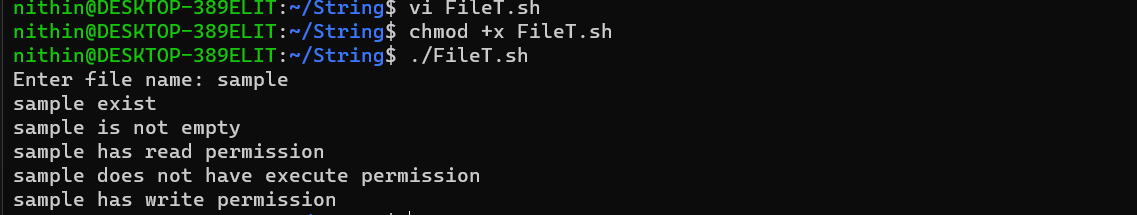 nithin@DESKTOP-389ELIT:~/String$ vi FileT.sh
nithin@DESKTOP-389ELIT:~/String$ chmod +x FileT.sh
nithin@DESKTOP-389ELIT:~/String$ ./FileT.sh
Enter file name: sample
sample exist
sample is not empty
sample has read permission
sample does not have execute permission
sample has write permission